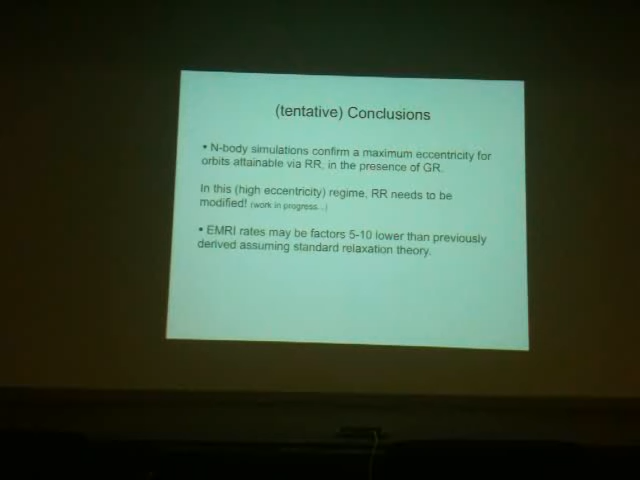 (tentative) Conclusions
• N-body simulations confirm a maximum eccentricity for
orbits attainable via RR, in the presence of GR.
In this (high eccentricity) regime, RR needs to be
modified! (work in progress...)
• EMRI rates may be factors 5-10 lower than previously
derived assuming standard relaxation theory.